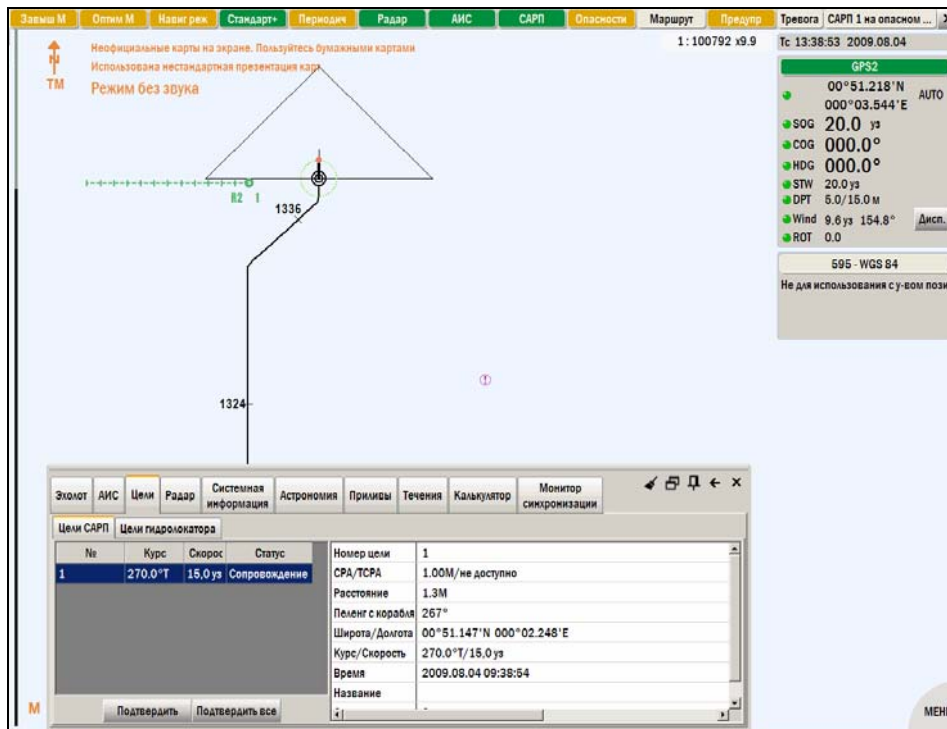 Завыш М Оптим М Навиг реж Стандарт+ Периодич Радар АИС САРП Опасности Маршрут Предупр Тревога САРП 1 на опасном ...
N
ТМ
Неофициальные карты на экране. Пользуйтесь бумажными картами
Использована нестандартная презентация карт
Режим без звука
1 : 100792 x9.9
Тс 13:38:53 2009.08.04
GPS2
00°51.218'N
000°03.544'E
AUTO
SOG 20.0 уз
COG 000.0°
HDG 000.0°
STW 20.0 уз
DPT 5.0/15.0 м
Wind 9.6 уз 154.8° Дисп.
ROT 0.0
595 - WGS 84
Не для использования с у-вом пози
R2 1
1336
1324
Эхолот АИС Цели Радар Системная информация Астрономия Приливы Течения Калькулятор Монитор синхронизации
Цели САРП Цели гидролокатора
№ Курс Скорос Статус
1 270.0°T 15,0 уз Сопровождение
Номер цели 1
CPA/TCPA 1.00М/не доступно
Расстояние 1.3М
Пеленг с корабля 267°
Широта/Долгота 00°51.147'N 000°02.248'E
Курс/Скорость 270.0°T/15,0 уз
Время 2009.08.04 09:38:54
Название
Подтвердить Подтвердить все
М
МЕНЮ